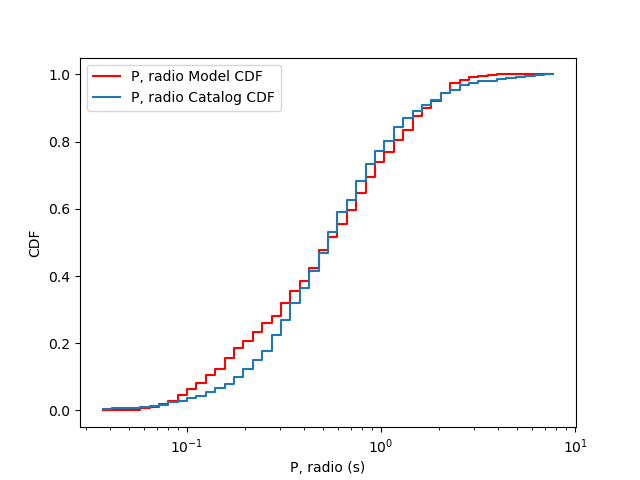 P, radio Model CDF
P, radio Catalog CDF
CDF
1.0
0.8
0.6
0.4
0.2
0.0
10⁻¹ 10⁰ 10¹
P, radio (s)